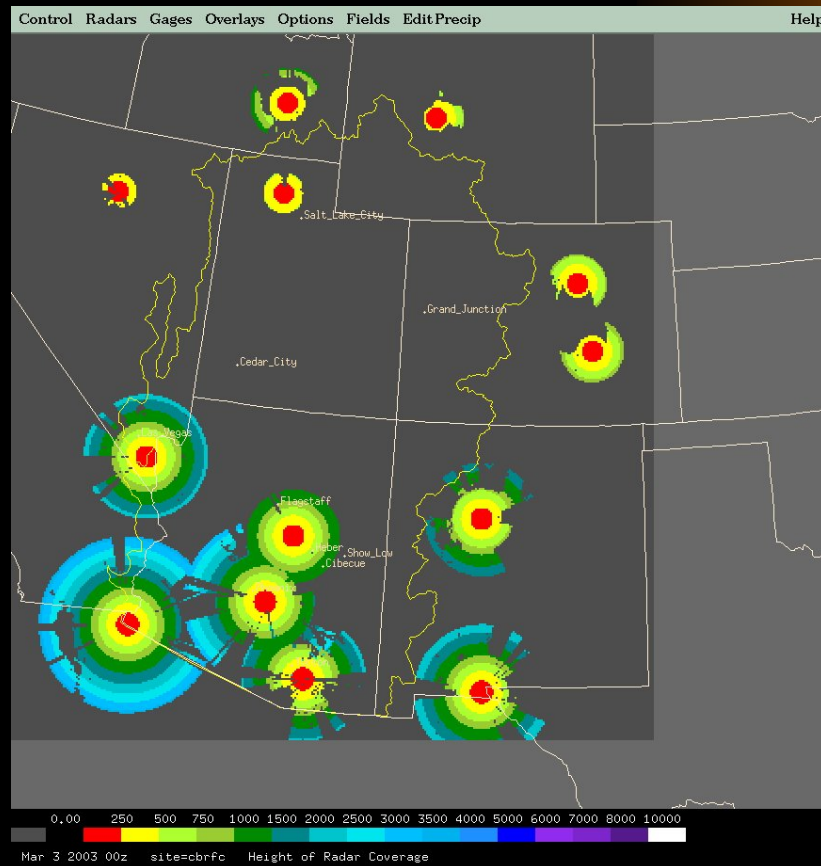 Control Radars Gages Overlays Options Fields EditPrecip Help
.Salt_Lake_City
.Grand_Junction
.Cedar_City
Las_Vegas
.Flagstaff
.Heber
.Show_Low
.Cibecue
0.00 250 500 750 1000 1500 2000 2500 3000 3500 4000 5000 6000 7000 8000 10000
Mar 3 2003 00z site=cbrfc Height of Radar Coverage